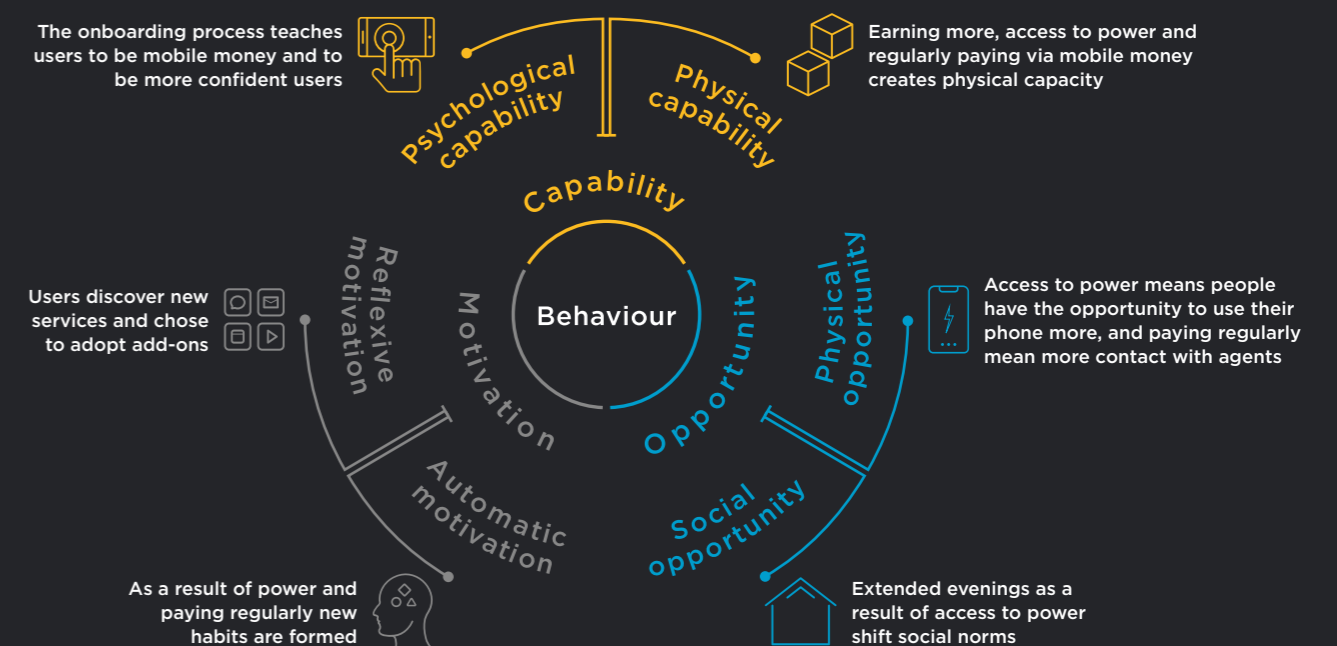 The onboarding process teaches
users to be mobile money and to
be more confident users
Psychological
capability
Physical
capability
Earning more, access to power and
regularly paying via mobile money
creates physical capacity
Capability
Users discover new
services and chose
to adopt add-ons
Reflexive
motivation
Motivation
Behaviour
Opportunity
Physical
opportunity
Access to power means people
have the opportunity to use their
phone more, and paying regularly
mean more contact with agents
Automatic
motivation
Social
opportunity
As a result of power and
paying regularly new
habits are formed
Extended evenings as a
result of access to power
shift social norms